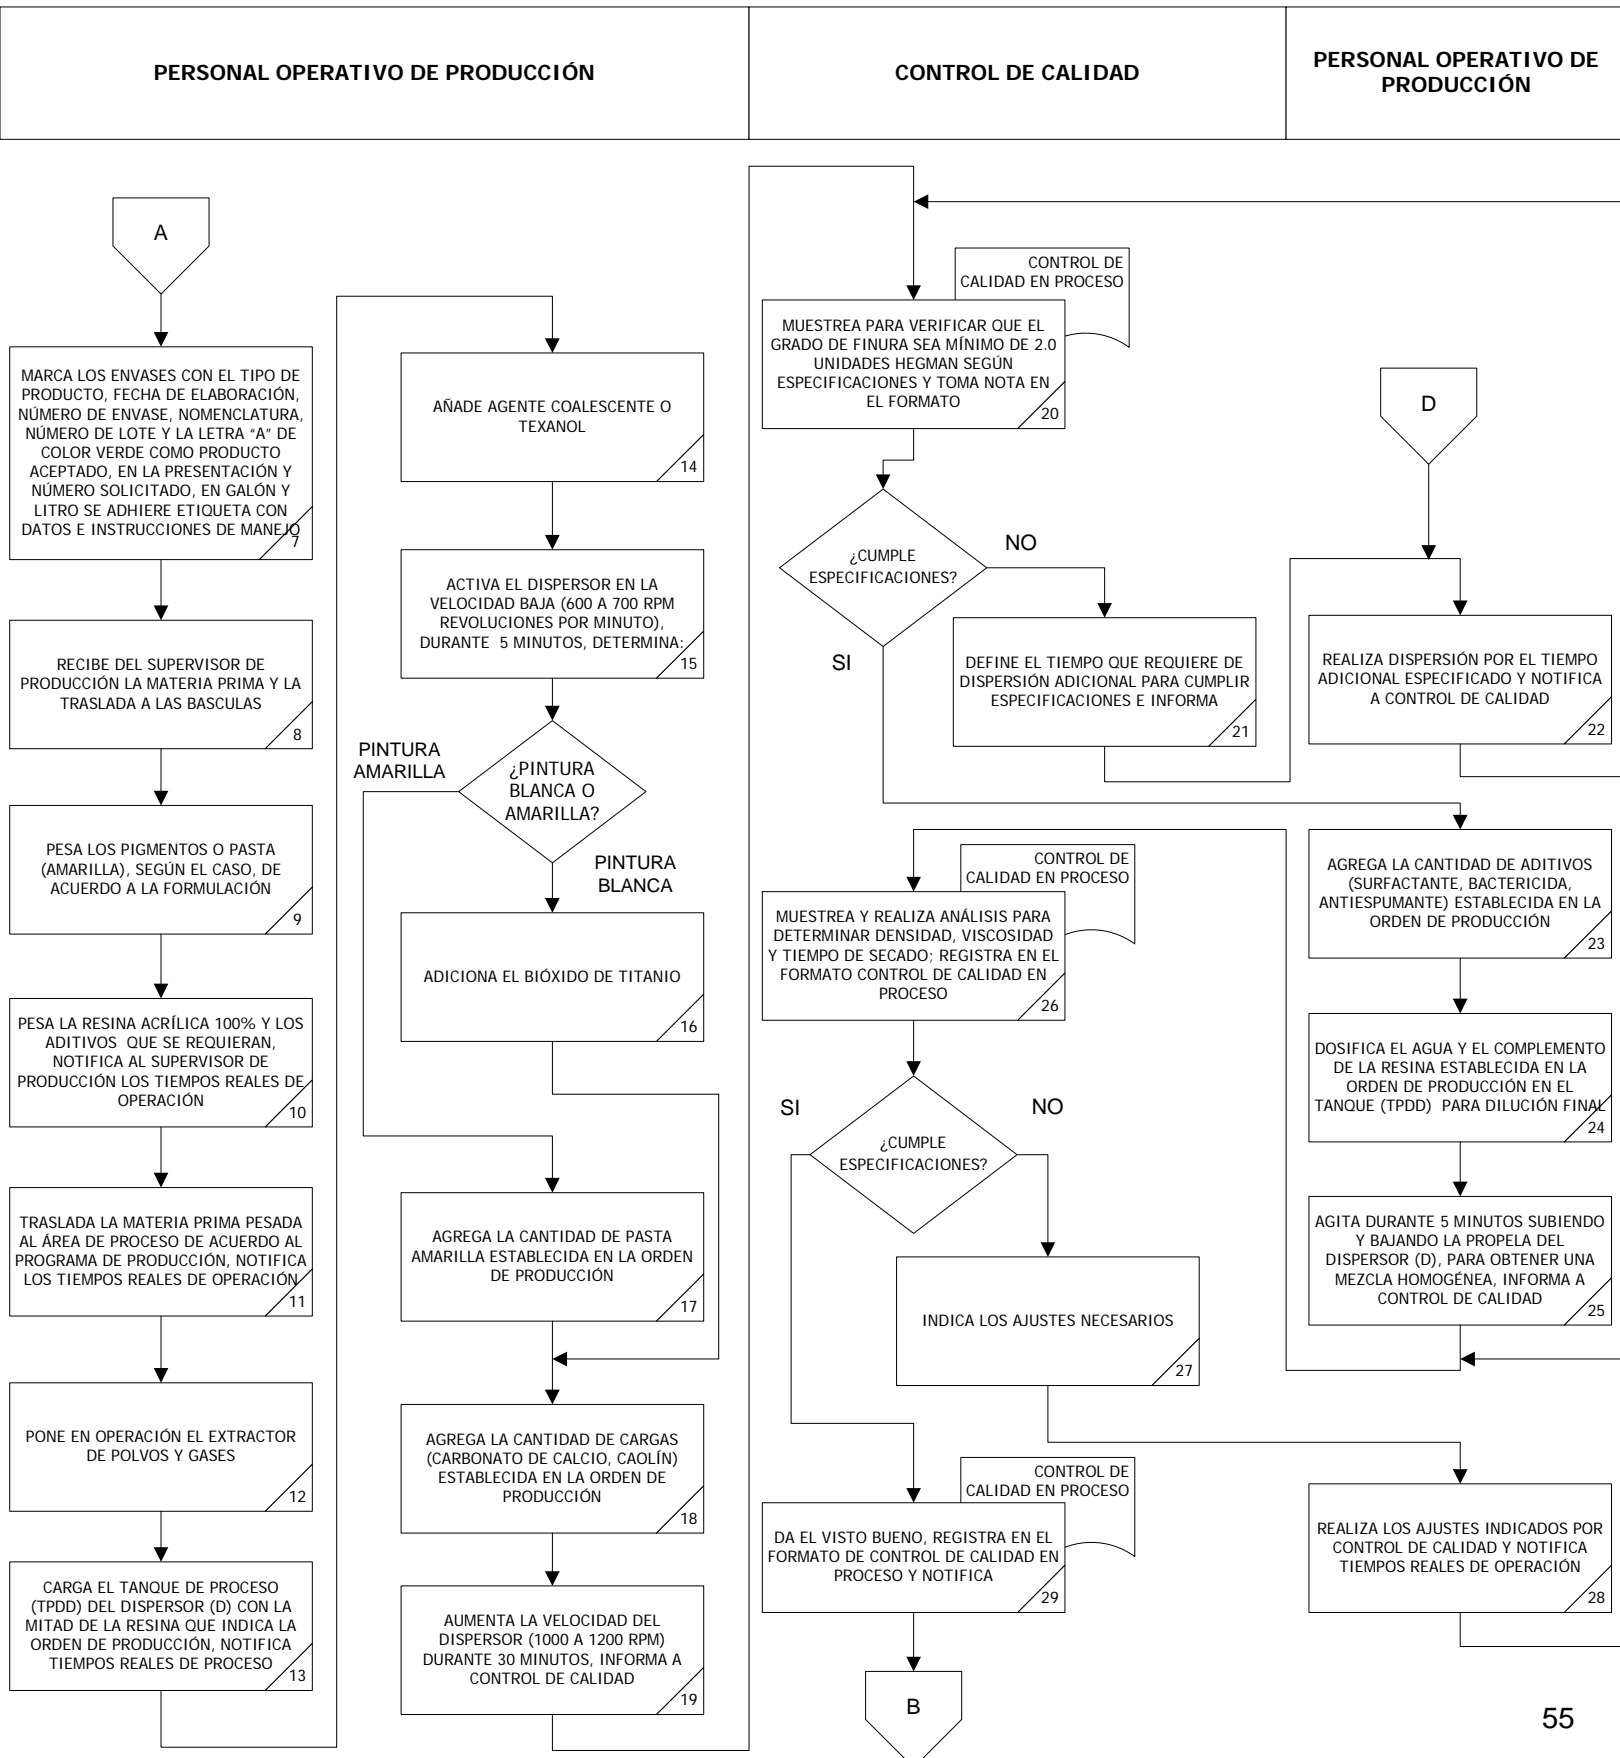 PERSONAL OPERATIVO DE PRODUCCIÓN
CONTROL DE CALIDAD
PERSONAL OPERATIVO DE
PRODUCCIÓN
A
MARCA LOS ENVASES CON EL TIPO DE
PRODUCTO, FECHA DE ELABORACIÓN,
NÚMERO DE ENVASE, NOMENCLATURA,
NÚMERO DE LOTE Y LA LETRA "A" DE
COLOR VERDE COMO PRODUCTO
ACEPTADO, EN LA PRESENTACIÓN Y
NÚMERO SOLICITADO, EN GALÓN Y
LITRO SE ADHIERE ETIQUETA CON
DATOS E INSTRUCCIONES DE MANEJO
7
RECIBE DEL SUPERVISOR DE
PRODUCCIÓN LA MATERIA PRIMA Y LA
TRASLADA A LAS BASCULAS
8
PESA LOS PIGMENTOS O PASTA
(AMARILLA), SEGÚN EL CASO, DE
ACUERDO A LA FORMULACIÓN
9
PESA LA RESINA ACRÍLICA 100% Y LOS
ADITIVOS QUE SE REQUIERAN,
NOTIFICA AL SUPERVISOR DE
PRODUCCIÓN LOS TIEMPOS REALES DE
OPERACIÓN
10
TRASLADA LA MATERIA PRIMA PESADA
AL ÁREA DE PROCESO DE ACUERDO AL
PROGRAMA DE PRODUCCIÓN, NOTIFICA
LOS TIEMPOS REALES DE OPERACIÓN
11
PONE EN OPERACIÓN EL EXTRACTOR
DE POLVOS Y GASES
12
CARGA EL TANQUE DE PROCESO
(TPDD) DEL DISPERSOR (D) CON LA
MITAD DE LA RESINA QUE INDICA LA
ORDEN DE PRODUCCIÓN, NOTIFICA
TIEMPOS REALES DE PROCESO
13
AÑADE AGENTE COALESCENTE O
TEXANOL
14
ACTIVA EL DISPERSOR EN LA
VELOCIDAD BAJA (600 A 700 RPM
REVOLUCIONES POR MINUTO),
DURANTE 5 MINUTOS, DETERMINA:
15
PINTURA
AMARILLA
¿PINTURA
BLANCA O
AMARILLA?
PINTURA
BLANCA
ADICIONA EL BIÓXIDO DE TITANIO
16
AGREGA LA CANTIDAD DE PASTA
AMARILLA ESTABLECIDA EN LA ORDEN
DE PRODUCCIÓN
17
AGREGA LA CANTIDAD DE CARGAS
(CARBONATO DE CALCIO, CAOLÍN)
ESTABLECIDA EN LA ORDEN DE
PRODUCCIÓN
18
AUMENTA LA VELOCIDAD DEL
DISPERSOR (1000 A 1200 RPM)
DURANTE 30 MINUTOS, INFORMA A
CONTROL DE CALIDAD
19
CONTROL DE
CALIDAD EN PROCESO
MUESTREA PARA VERIFICAR QUE EL
GRADO DE FINURA SEA MÍNIMO DE 2.0
UNIDADES HEGMAN SEGÚN
ESPECIFICACIONES Y TOMA NOTA EN
EL FORMATO
20
¿CUMPLE
ESPECIFICACIONES?
NO
SI
DEFINE EL TIEMPO QUE REQUIERE DE
DISPERSIÓN ADICIONAL PARA CUMPLIR
ESPECIFICACIONES E INFORMA
21
D
REALIZA DISPERSIÓN POR EL TIEMPO
ADICIONAL ESPECIFICADO Y NOTIFICA
A CONTROL DE CALIDAD
22
AGREGA LA CANTIDAD DE ADITIVOS
(SURFACTANTE, BACTERICIDA,
ANTIESPUMANTE) ESTABLECIDA EN LA
ORDEN DE PRODUCCIÓN
23
DOSIFICA EL AGUA Y EL COMPLEMENTO
DE LA RESINA ESTABLECIDA EN LA
ORDEN DE PRODUCCIÓN EN EL
TANQUE (TPDD) PARA DILUCIÓN FINAL
24
AGITA DURANTE 5 MINUTOS SUBIENDO
Y BAJANDO LA PROPELA DEL
DISPERSOR (D), PARA OBTENER UNA
MEZCLA HOMOGÉNEA, INFORMA A
CONTROL DE CALIDAD
25
CONTROL DE
CALIDAD EN PROCESO
MUESTREA Y REALIZA ANÁLISIS PARA
DETERMINAR DENSIDAD, VISCOSIDAD
Y TIEMPO DE SECADO; REGISTRA EN EL
FORMATO CONTROL DE CALIDAD EN
PROCESO
26
SI
NO
¿CUMPLE
ESPECIFICACIONES?
INDICA LOS AJUSTES NECESARIOS
27
REALIZA LOS AJUSTES INDICADOS POR
CONTROL DE CALIDAD Y NOTIFICA
TIEMPOS REALES DE OPERACIÓN
28
CONTROL DE
CALIDAD EN PROCESO
DA EL VISTO BUENO, REGISTRA EN EL
FORMATO DE CONTROL DE CALIDAD EN
PROCESO Y NOTIFICA
29
B
55